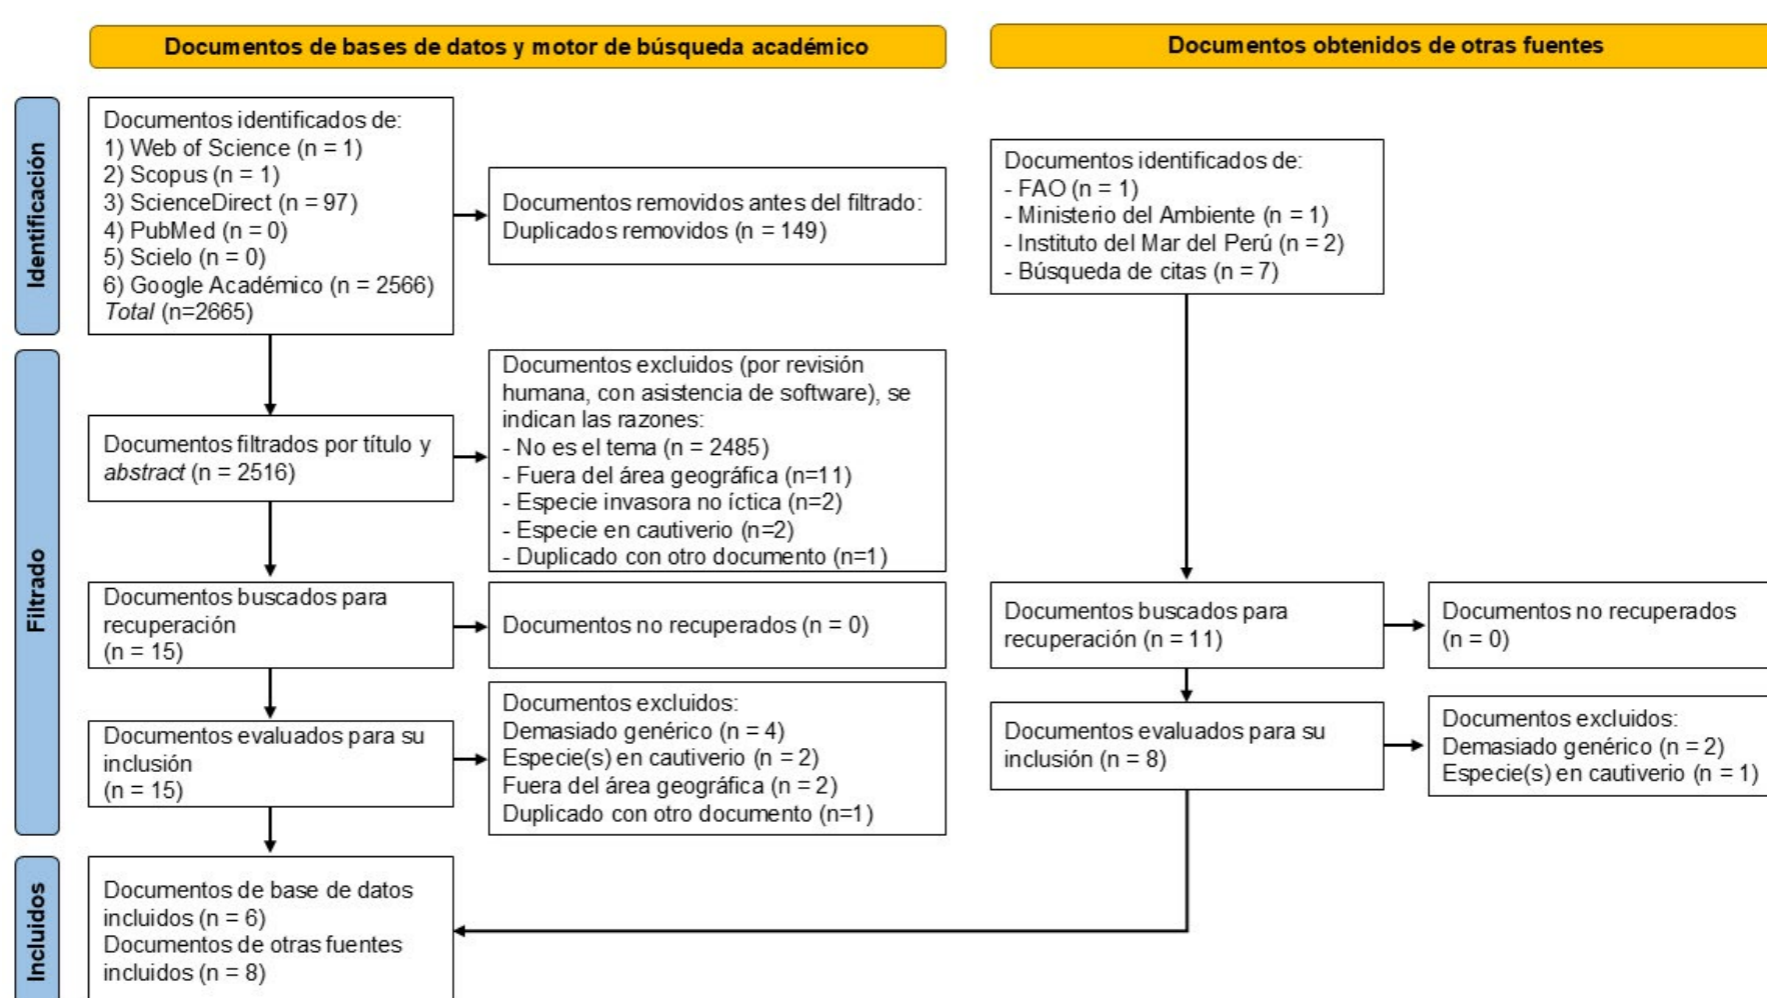 Documentos de bases de datos y motor de búsqueda académico
Documentos obtenidos de otras fuentes
Identificación
Documentos identificados de:
1) Web of Science (n = 1)
2) Scopus (n = 1)
3) ScienceDirect (n = 97)
4) PubMed (n = 0)
5) Scielo (n = 0)
6) Google Académico (n = 2566)
Total (n=2665)
Documentos removidos antes del filtrado:
Duplicados removidos (n = 149)
Documentos identificados de:
- FAO (n = 1)
- Ministerio del Ambiente (n = 1)
- Instituto del Mar del Perú (n = 2)
- Búsqueda de citas (n = 7)
Filtrado
Documentos filtrados por título y
abstract (n = 2516)
Documentos excluidos (por revisión
humana, con asistencia de software), se
indican las razones:
- No es el tema (n = 2485)
- Fuera del área geográfica (n=11)
- Especie invasora no íctica (n=2)
- Especie en cautiverio (n=2)
- Duplicado con otro documento (n=1)
Documentos buscados para
recuperación
(n = 15)
Documentos no recuperados (n = 0)
Documentos buscados para
recuperación (n = 11)
Documentos no recuperados
(n = 0)
Documentos evaluados para su
inclusión
(n = 15)
Documentos excluidos:
Demasiado genérico (n = 4)
Especie(s) en cautiverio (n = 2)
Fuera del área geográfica (n = 2)
Duplicado con otro documento (n=1)
Documentos evaluados para su
inclusión (n = 8)
Documentos excluidos:
Demasiado genérico (n = 2)
Especie(s) en cautiverio (n = 1)
Incluidos
Documentos de base de datos
incluidos (n = 6)
Documentos de otras fuentes
incluidos (n = 8)